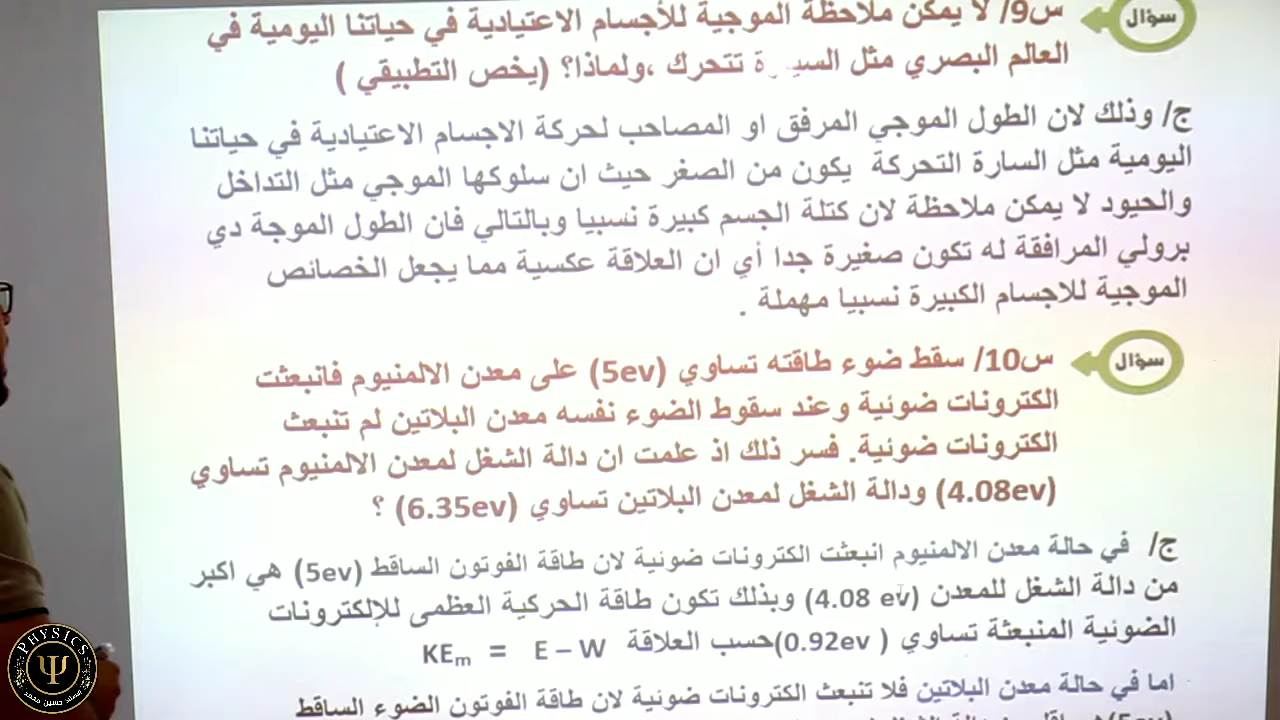 سؤال
س9/ لا يمكن ملاحظة الموجية للأجسام الاعتيادية في حياتنا اليومية في
العالم البصري مثل تتحرك ،ولماذا؟ (يخص التطبيقي )
ج/ وذلك لان الطول الموجي المرفق او المصاحب لحركة الاجسام الاعتيادية في حياتنا
اليومية مثل السارة التحركة يكون من الصغر حيث ان سلوكها الموجي مثل التداخل
والحيود لا يمكن ملاحظة لان كتلة الجسم كبيرة نسبيا وبالتالي فان الطول الموجة دي
برولي المرافقة له تكون صغيرة جدا أي ان العلاقة عكسية مما يجعل الخصائص
الموجية للاجسام الكبيرة نسبيا مهملة .
سؤال
س10/ سقط ضوء طاقته تساوي (5ev) على معدن الالمنيوم فانبعثت
الكترونات ضوئية وعند سقوط الضوء نفسه معدن البلاتين لم تنبعث
الكترونات ضوئية. فسر ذلك اذ علمت ان دالة الشغل لمعدن الالمنيوم تساوي
(4.08ev) ودالة الشغل لمعدن البلاتين تساوي (6.35ev) ؟
ج/ في حالة معدن الالمنيوم انبعثت الكترونات ضوئية لان طاقة الفوتون الساقط (5ev) هي اكبر
من دالة الشغل للمعدن (4.08 ev) وبذلك تكون طاقة الحركية العظمى للإلكترونات
الضوئية المنبعثة تساوي (0.92ev )حسب العلاقة KEm = E – W
اما في حالة معدن البلاتين فلا تنبعث الكترونات ضوئية لان طاقة الفوتون الضوء الساقط
PHYSICS
Ψ